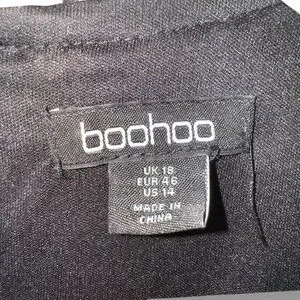 boohoo
UK 18
EUR 46
US 14
MADE IN
CHINA